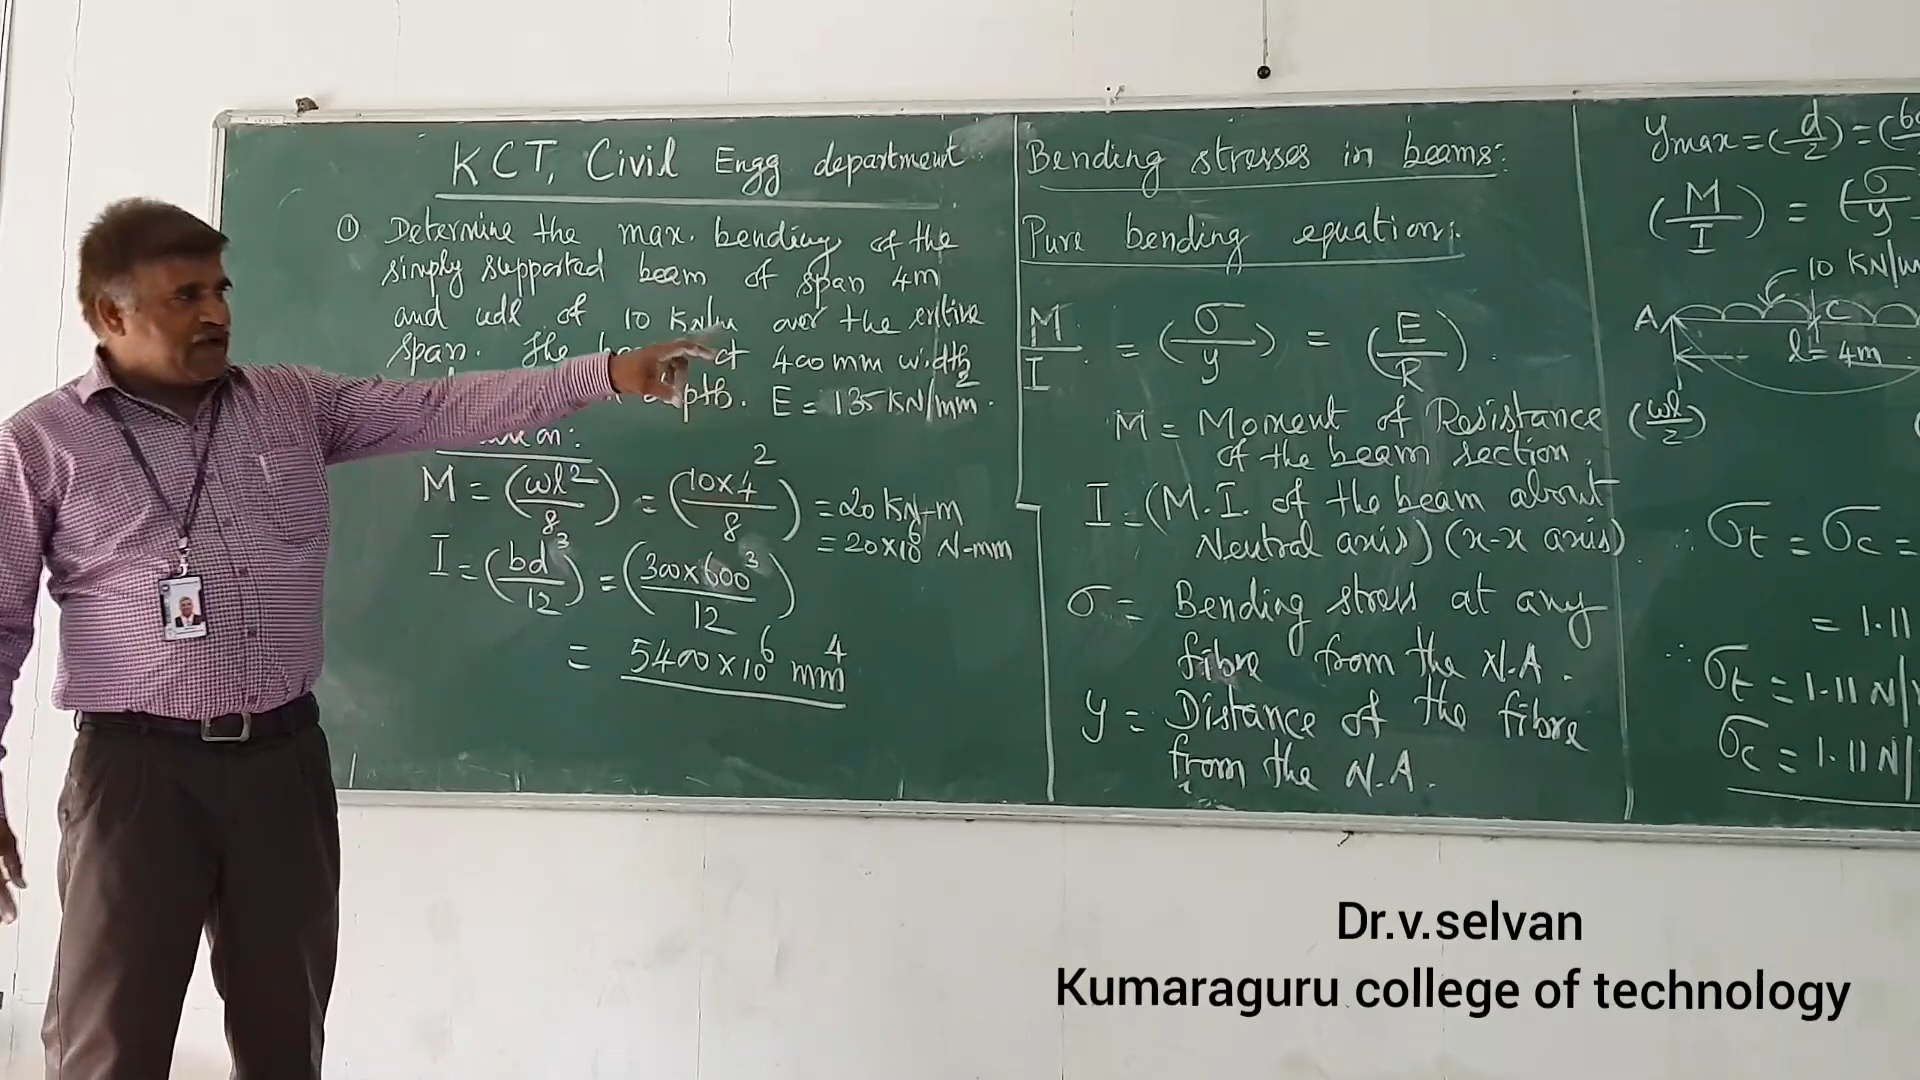 KCT, Civil Engg department.
① Determine the max. bending of the
simply supported beam of span 4m
and udl of 10 KN/m over the entire
span. The 400 mm width
depth. E = 135 KN/mm²
M = (wl²/8) = (10×4²/8) = 20 KN-m
= 20×10⁶ N-mm
I = (bd³/12) = (300×600³/12)
= 5400×10⁶ mm⁴
Bending stresses in beams:
Pure bending equation:
M/I = (σ/y) = (E/R).
M = Moment of Resistance (wl/2)
of the beam section.
I = (M.I. of the beam about
Neutral axis) (x-x axis)
σ = Bending stress at any
fibre from the N.A.
y = Distance of the fibre
from the N.A.
Ymax = (d/2) =
(M/I) = (σ/y
10 KN/m
A C
l = 4m
∴ σt = σc =
= 1.11
∴ σt = 1.11 N/
σc = 1.11 N/
Dr.v.selvan
Kumaraguru college of technology